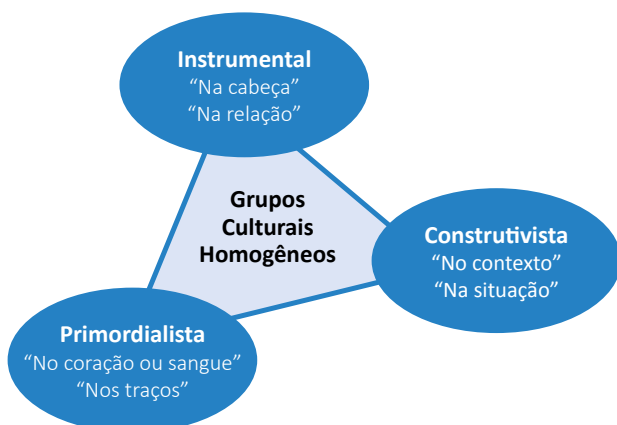 Instrumental
“Na cabeça”
“Na relação”
Grupos
Culturais
Homogêneos
Construtivista
“No contexto”
“Na situação”
Primordialista
“No coração ou sangue”
“Nos traços”